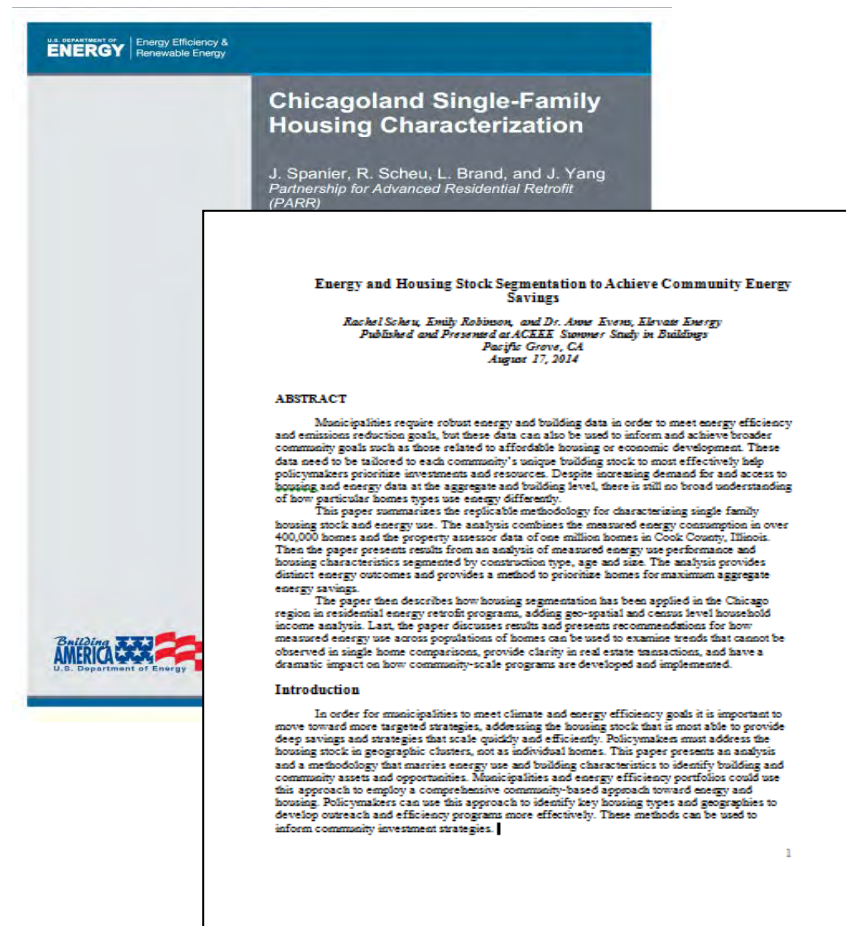 U.S. DEPARTMENT OF
ENERGY
Energy Efficiency &
Renewable Energy
Chicagoland Single-Family
Housing Characterization
J. Spanier, R. Scheu, L. Brand, and J. Yang
Partnership for Advanced Residential Retrofit
(PARR)
Building
AMERICA
U.S. Department of Energy
Energy and Housing Stock Segmentation to Achieve Community Energy
Savings
Rachel Scheu, Emily Robinson, and Dr. Anne Evens, Elevate Energy
Published and Presented at ACEEE Summer Study in Buildings
Pacific Grove, CA
August 17, 2014
ABSTRACT
Municipalities require robust energy and building data in order to meet energy efficiency
and emissions reduction goals, but these data can also be used to inform and achieve broader
community goals such as those related to affordable housing or economic development. These
data need to be tailored to each community's unique building stock to most effectively help
policymakers prioritize investments and resources. Despite increasing demand for and access to
housing and energy data at the aggregate and building level, there is still no broad understanding
of how particular homes types use energy differently.
This paper summarizes the replicable methodology for characterizing single family
housing stock and energy use. The analysis combines the measured energy consumption in over
400,000 homes and the property assessor data of one million homes in Cook County, Illinois.
Then the paper presents results from an analysis of measured energy use performance and
housing characteristics segmented by construction type, age and size. The analysis provides
distinct energy outcomes and provides a method to prioritize homes for maximum aggregate
energy savings.
The paper then describes how housing segmentation has been applied in the Chicago
region in residential energy retrofit programs, adding geo-spatial and census level household
income analysis. Last, the paper discusses results and presents recommendations for how
measured energy use across populations of homes can be used to examine trends that cannot be
observed in single home comparisons, provide clarity in real estate transactions, and have a
dramatic impact on how community-scale programs are developed and implemented.
Introduction
In order for municipalities to meet climate and energy efficiency goals it is important to
move toward more targeted strategies, addressing the housing stock that is most able to provide
deep savings and strategies that scale quickly and efficiently. Policymakers must address the
housing stock in geographic clusters, not as individual homes. This paper presents an analysis
and a methodology that marries energy use and building characteristics to identify building and
community assets and opportunities. Municipalities and energy efficiency portfolios could use
this approach to employ a comprehensive community-based approach toward energy and
housing. Policymakers can use this approach to identify key housing types and geographies to
develop outreach and efficiency programs more effectively. These methods can be used to
inform community investment strategies.
1